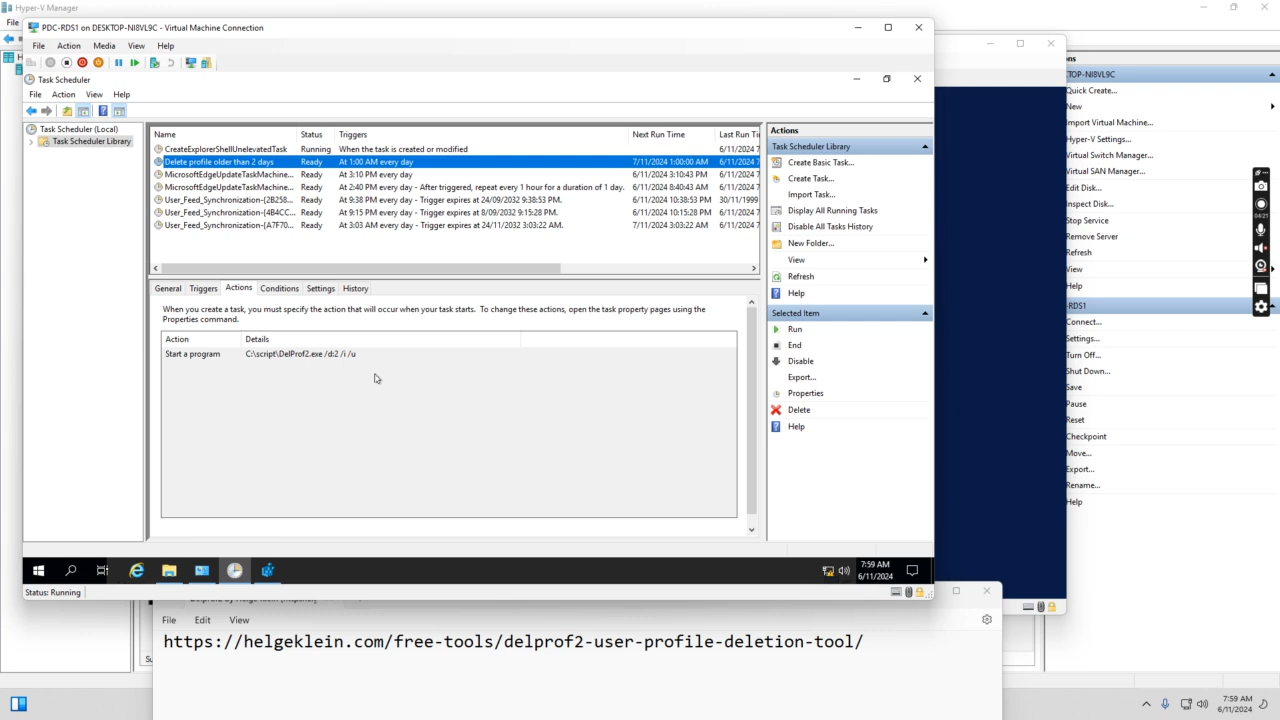 Hyper-V Manager
File
PDC-RDS1 on DESKTOP-NI8VL9C - Virtual Machine Connection
File Action Media View Help
Task Scheduler
File Action View Help
Task Scheduler (Local)
Task Scheduler Library
Name Status Triggers Next Run Time Last Run Ti
CreateExplorerShellUnelevatedTask Running When the task is created or modified 6/11/2024 7
Delete profile older than 2 days Ready At 1:00 AM every day 7/11/2024 1:00:00 AM 6/11/2024 7
MicrosoftEdgeUpdateTaskMachine... Ready At 3:10 PM every day 6/11/2024 3:10:43 PM 6/11/2024 7
MicrosoftEdgeUpdateTaskMachine... Ready At 2:40 PM every day - After triggered, repeat every 1 hour for a duration of 1 day. 6/11/2024 8:40:43 AM 6/11/2024 7
User_Feed_Synchronization-{2B258... Ready At 9:38 PM every day - Trigger expires at 24/09/2032 9:38:53 PM. 6/11/2024 10:38:53 PM 30/11/1999
User_Feed_Synchronization-{4B4CC... Ready At 9:15 PM every day - Trigger expires at 8/09/2032 9:15:28 PM. 6/11/2024 10:15:28 PM 6/11/2024 7
User_Feed_Synchronization-{A7F70... Ready At 3:03 AM every day - Trigger expires at 24/11/2032 3:03:22 AM. 7/11/2024 3:03:22 AM 6/11/2024 7
General Triggers Actions Conditions Settings History
When you create a task, you must specify the action that will occur when your task starts. To change these actions, open the task property pages using the
Properties command.
Action Details
Start a program C:\script\DelProf2.exe /d:2 /i /u
Actions
Task Scheduler Library
Create Basic Task...
Create Task...
Import Task...
Display All Running Tasks
Disable All Tasks History
New Folder...
View
Refresh
Help
Selected Item
Run
End
Disable
Export...
Properties
Delete
Help
7:59 AM
6/11/2024
Status: Running
ons
TOP-NI8VL9C
Quick Create...
New
Import Virtual Machine...
Hyper-V Settings...
Virtual Switch Manager...
Virtual SAN Manager...
Edit Disk...
Inspect Disk...
Stop Service
Remove Server
Refresh
View
Help
-RDS1
Connect...
Settings...
Turn Off...
Shut Down...
Save
Pause
Reset
Checkpoint
Move...
Export...
Rename...
Help
04:21
File Edit View
https://helgeklein.com/free-tools/delprof2-user-profile-deletion-tool/
7:59 AM
6/11/2024